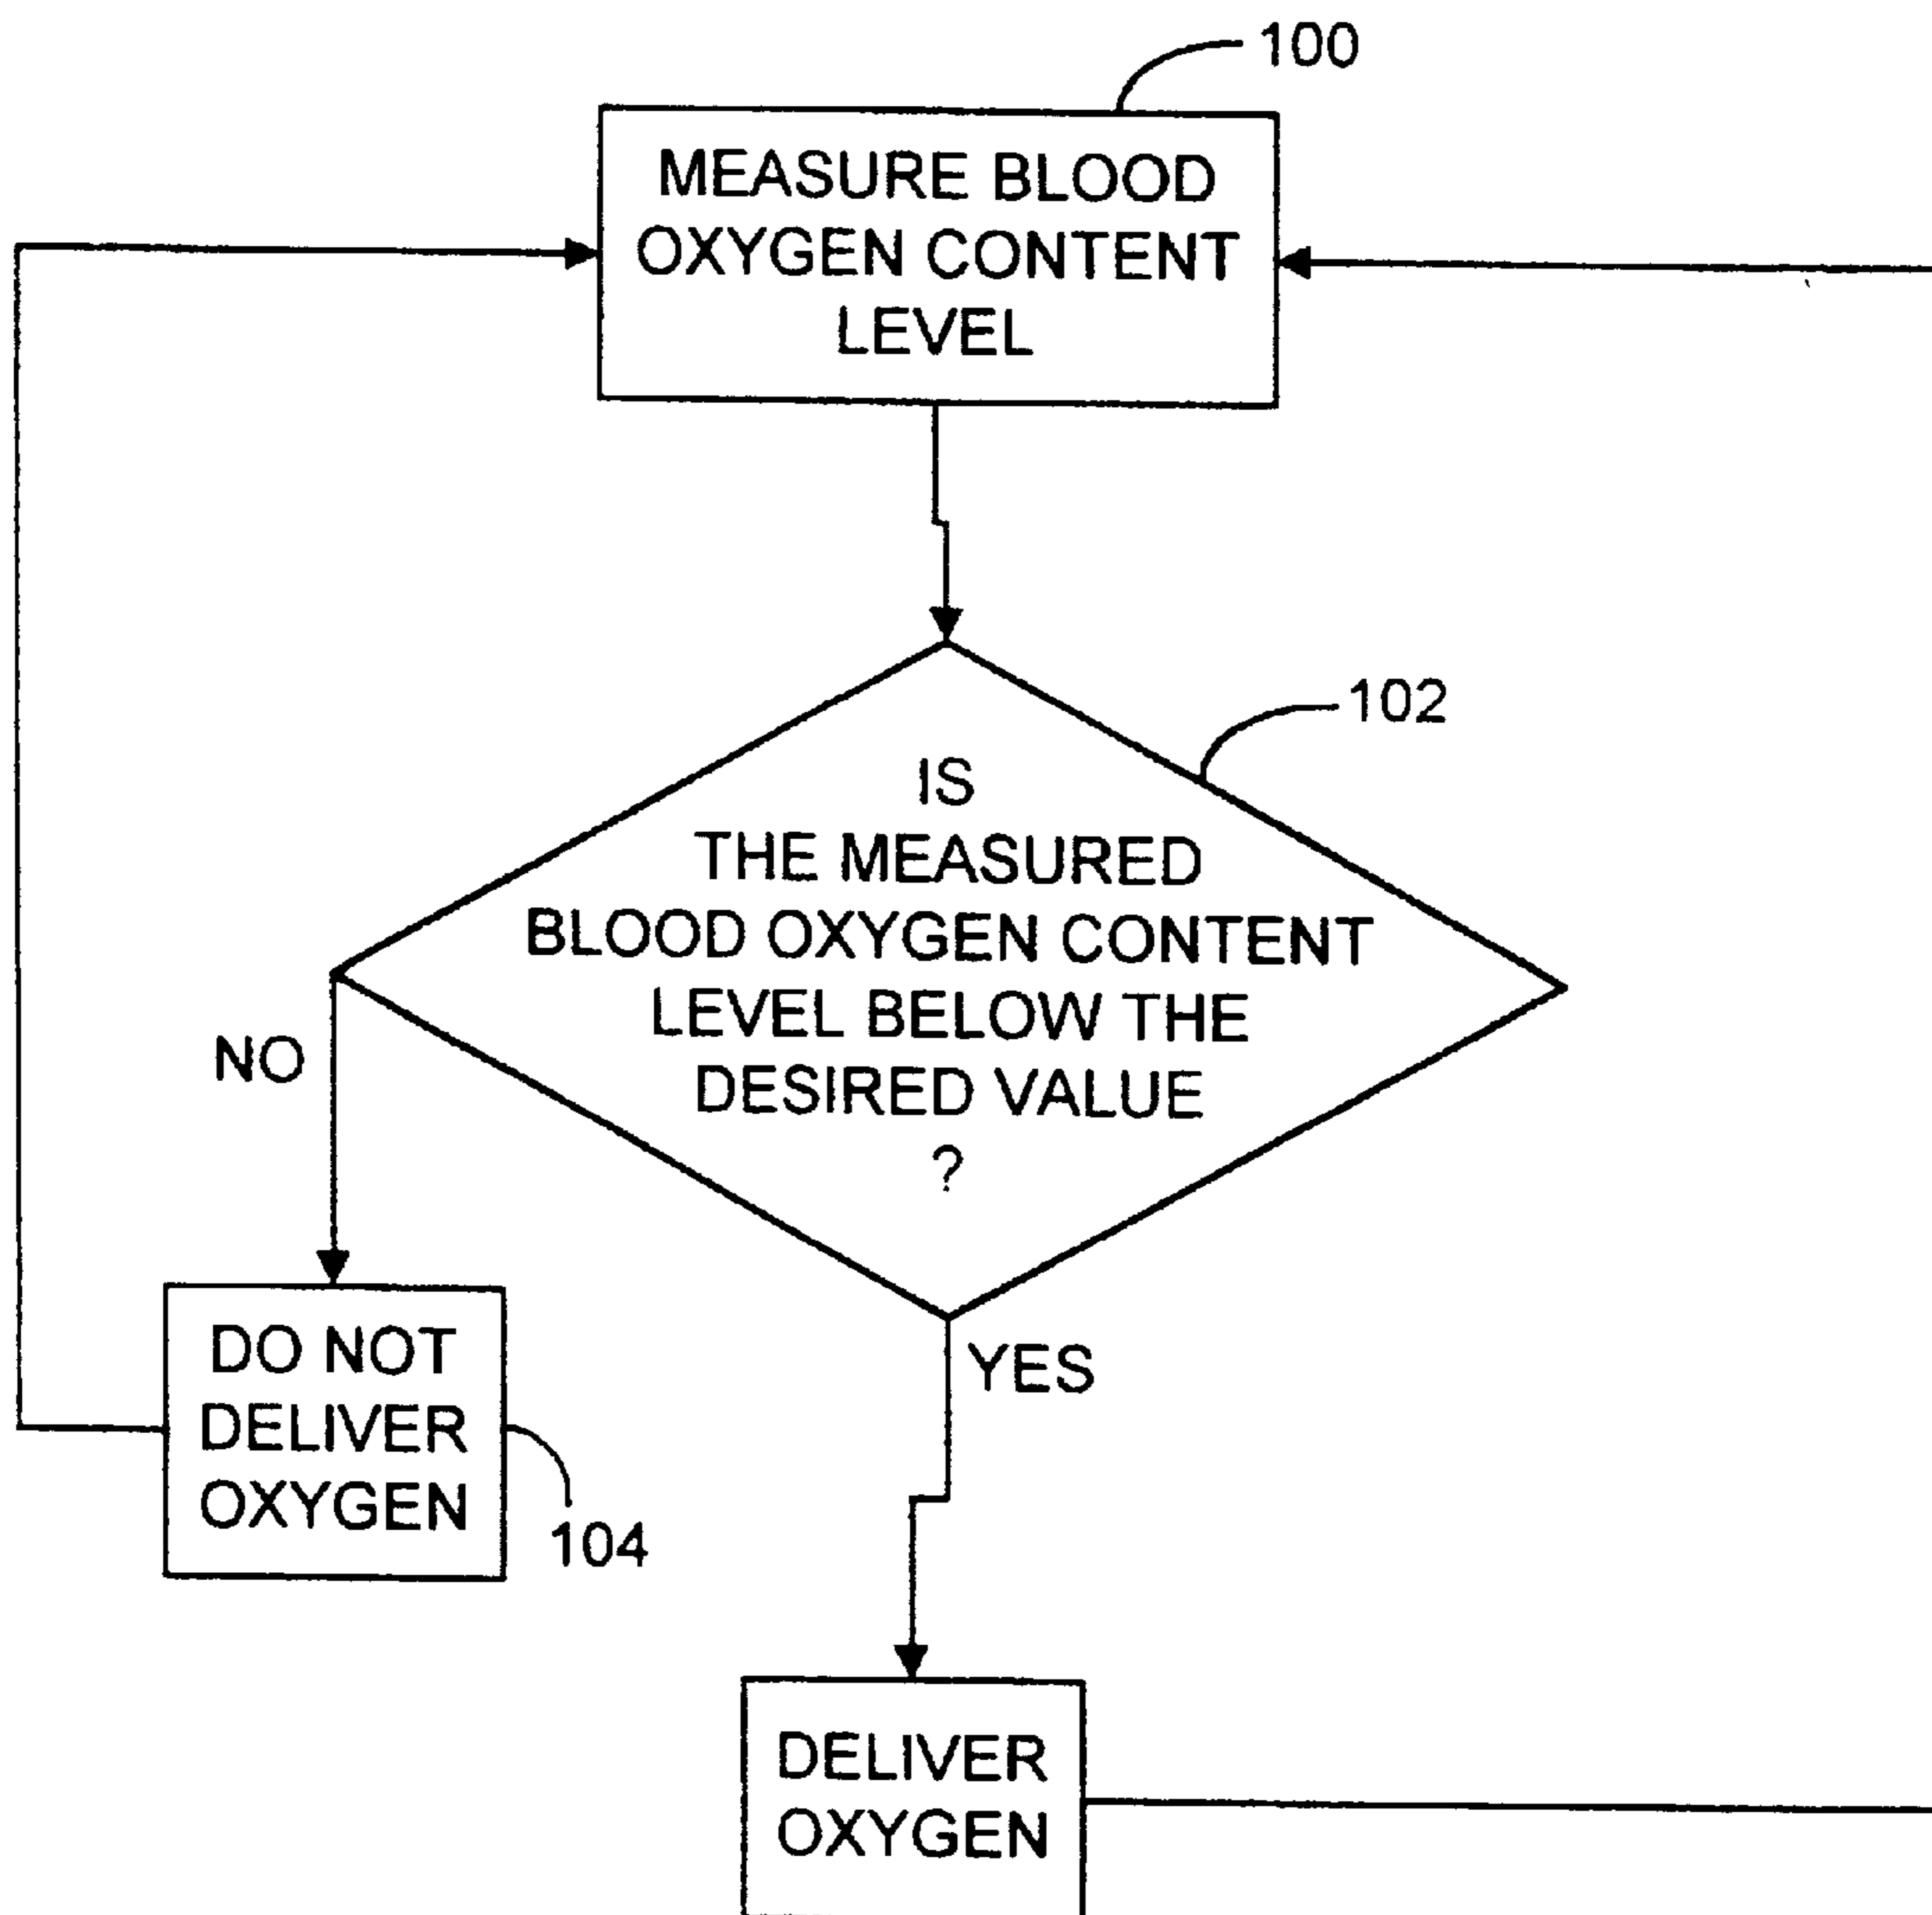 100
MEASURE BLOOD
OXYGEN CONTENT
LEVEL
102
IS
THE MEASURED
BLOOD OXYGEN CONTENT
LEVEL BELOW THE
DESIRED VALUE
?
NO
YES
DO NOT
DELIVER
OXYGEN
104
DELIVER
OXYGEN